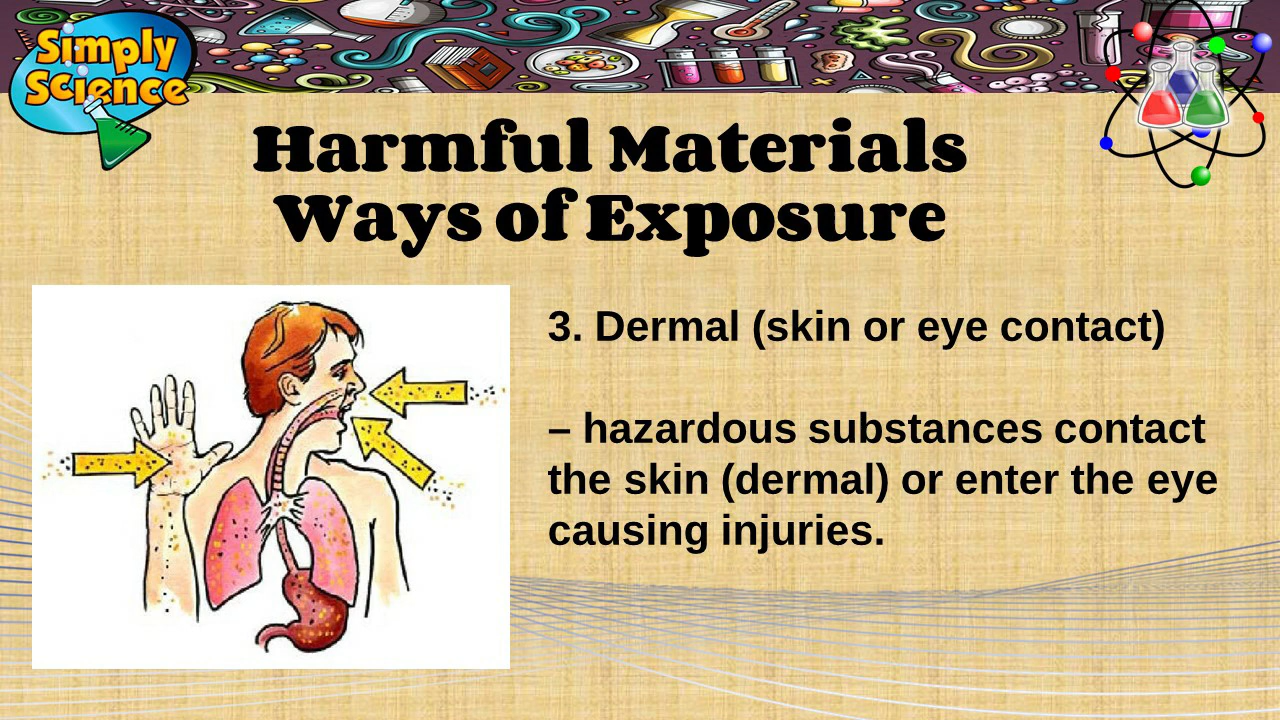 Simply
Science
Harmful Materials
Ways of Exposure
3. Dermal (skin or eye contact)
– hazardous substances contact
the skin (dermal) or enter the eye
causing injuries.